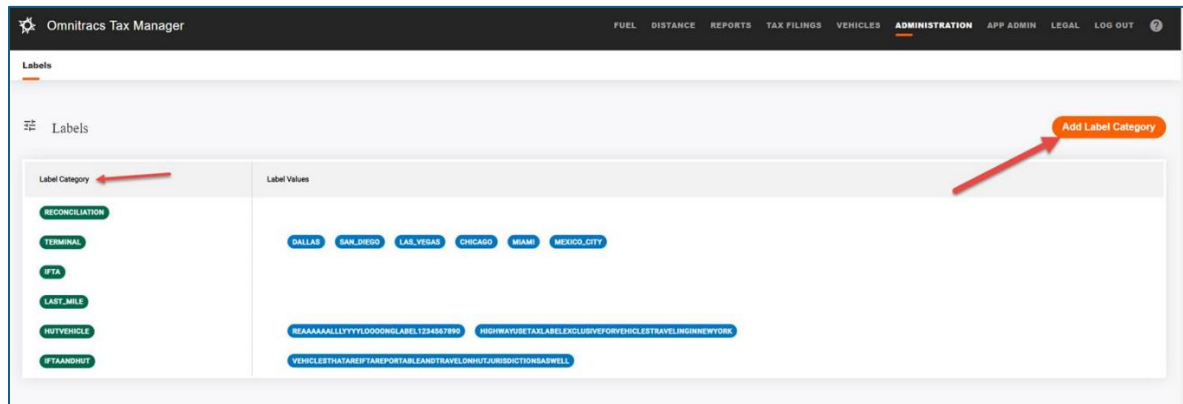 Omnitracs Tax Manager FUEL DISTANCE REPORTS TAX FILINGS VEHICLES ADMINISTRATION APP ADMIN LEGAL LOG OUT ?
Labels
Labels Add Label Category
Label Category Label Values
RECONCILIATION
TERMINAL DALLAS SAN_DIEGO LAS_VEGAS CHICAGO MIAMI MEXICO_CITY
IFTA
LAST_MILE
HUTVEHICLE REAAAAAALLLYYYYLOOOONGLABEL1234567890 HIGHWAYUSETAXLABELEXCLUSIVEFORVEHICLESTRAVELINGINNEWYORK
IFTAANDHUT VEHICLESTHATAREIFTAREPORTABLEANDTRAVELONHUTJURISDICTIONSASWELL